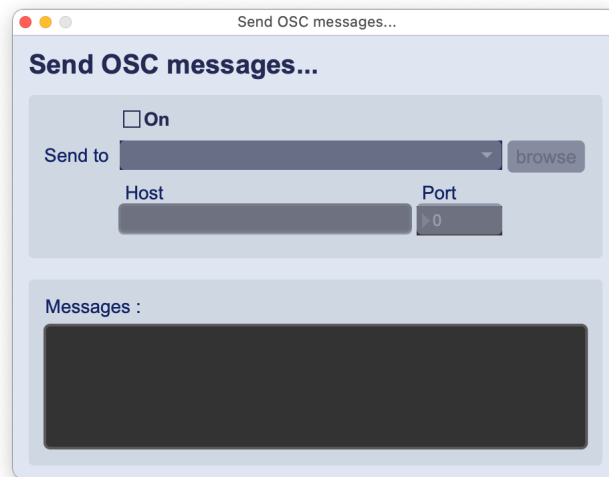 Send OSC messages...
Send OSC messages...
On
Send to
browse
Host
Port
0
Messages :